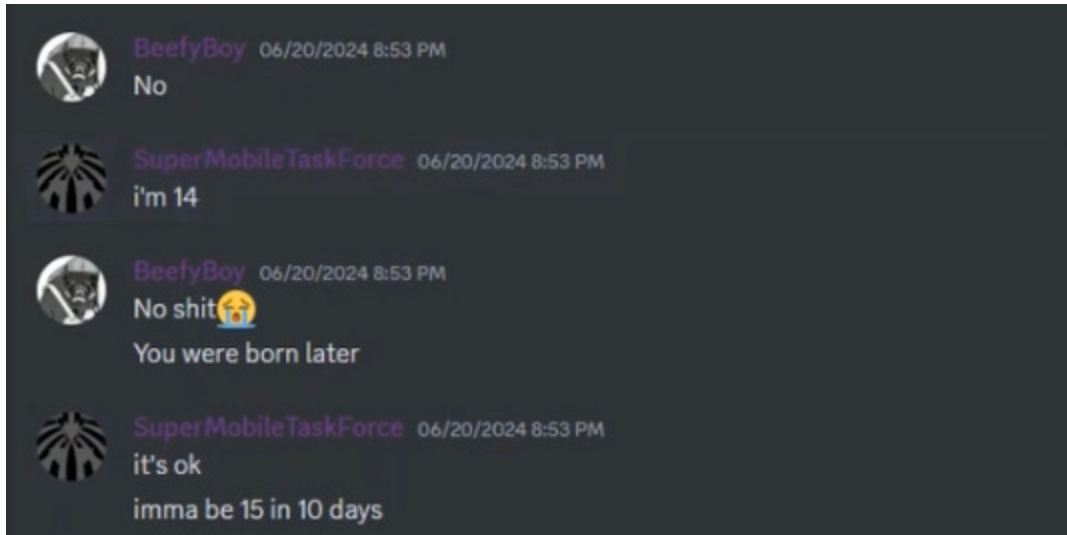 BeefyBoy 06/20/2024 8:53 PM
No
SuperMobileTaskForce 06/20/2024 8:53 PM
i'm 14
BeefyBoy 06/20/2024 8:53 PM
No shit😭
You were born later
SuperMobileTaskForce 06/20/2024 8:53 PM
it's ok
imma be 15 in 10 days